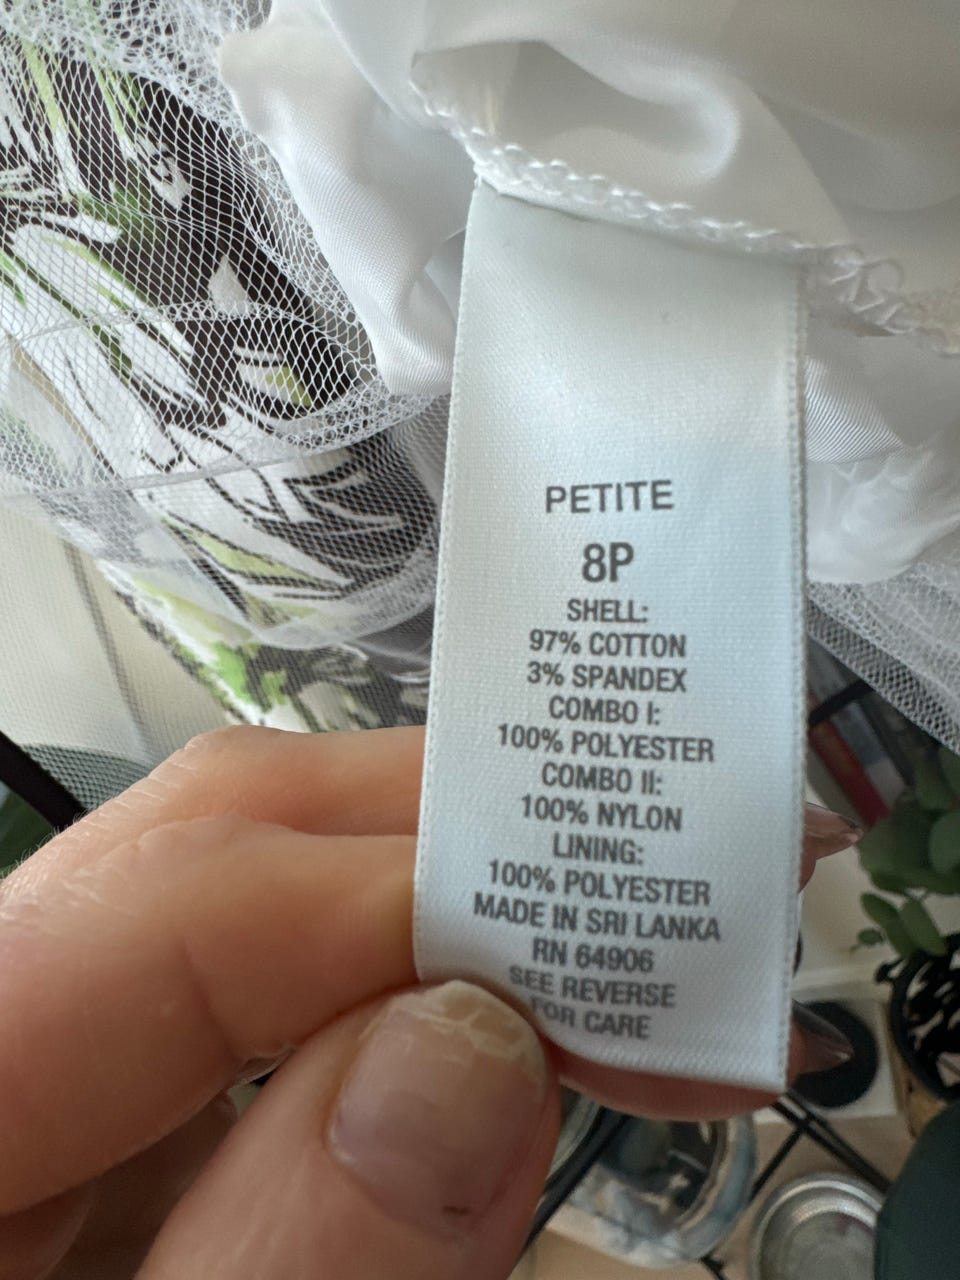 PETITE
8P
SHELL:
97% COTTON
3% SPANDEX
COMBO I:
100% POLYESTER
COMBO II:
100% NYLON
LINING:
100% POLYESTER
MADE IN SRI LANKA
RN 64906
SEE REVERSE
FOR CARE